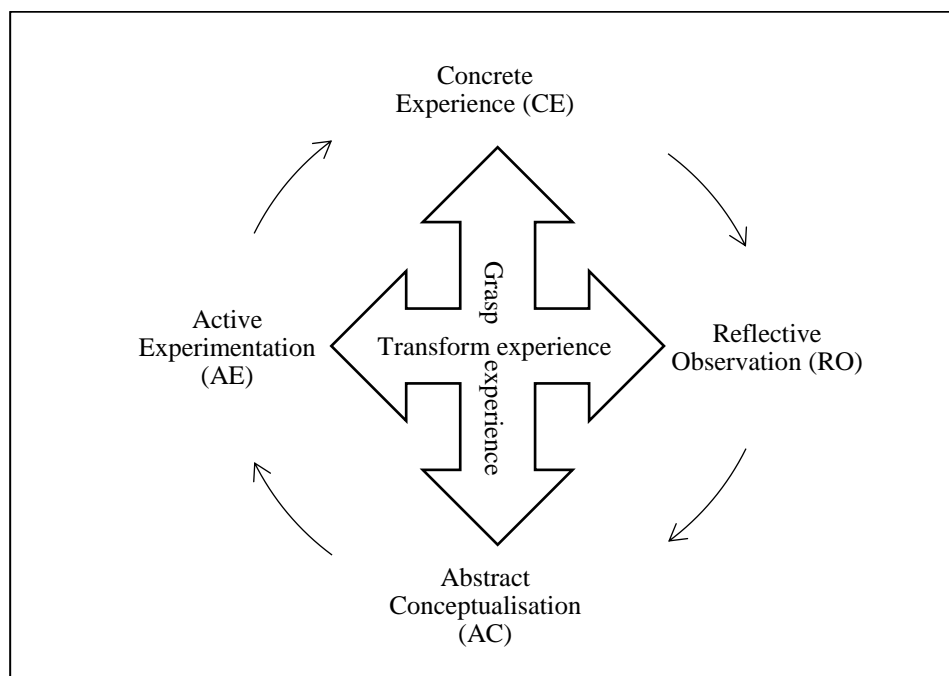 Concrete
Experience (CE)
Grasp experience
Active
Experimentation
(AE)
Transform experience
Reflective
Observation (RO)
Abstract
Conceptualisation
(AC)